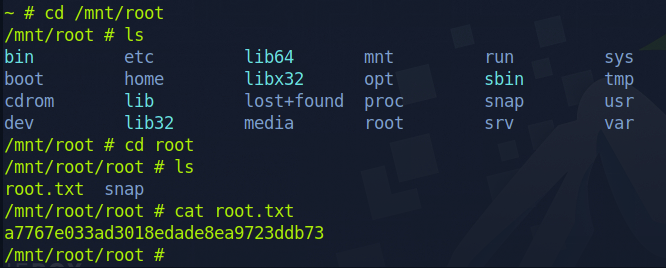 ~ # cd /mnt/root
/mnt/root # ls
bin etc lib64 mnt run sys
boot home libx32 opt sbin tmp
cdrom lib lost+found proc snap usr
dev lib32 media root srv var
/mnt/root # cd root
/mnt/root/root # ls
root.txt snap
/mnt/root/root # cat root.txt
a7767e033ad3018edade8ea9723ddb73
/mnt/root/root #